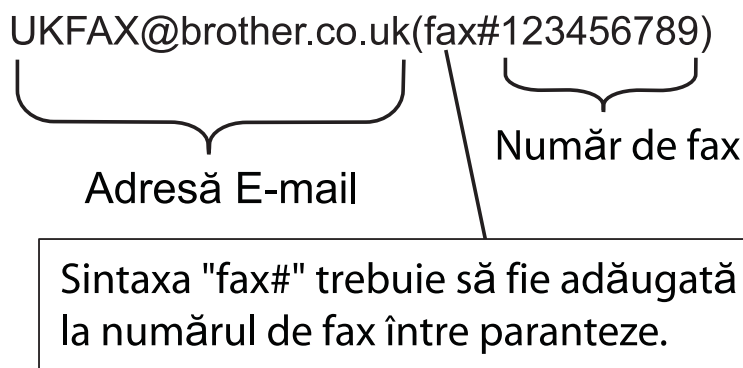 UKFAX@brother.co.uk(fax#123456789)
Număr de fax
Adresă E-mail
Sintaxa "fax#" trebuie să fie adăugată
la numărul de fax între paranteze.